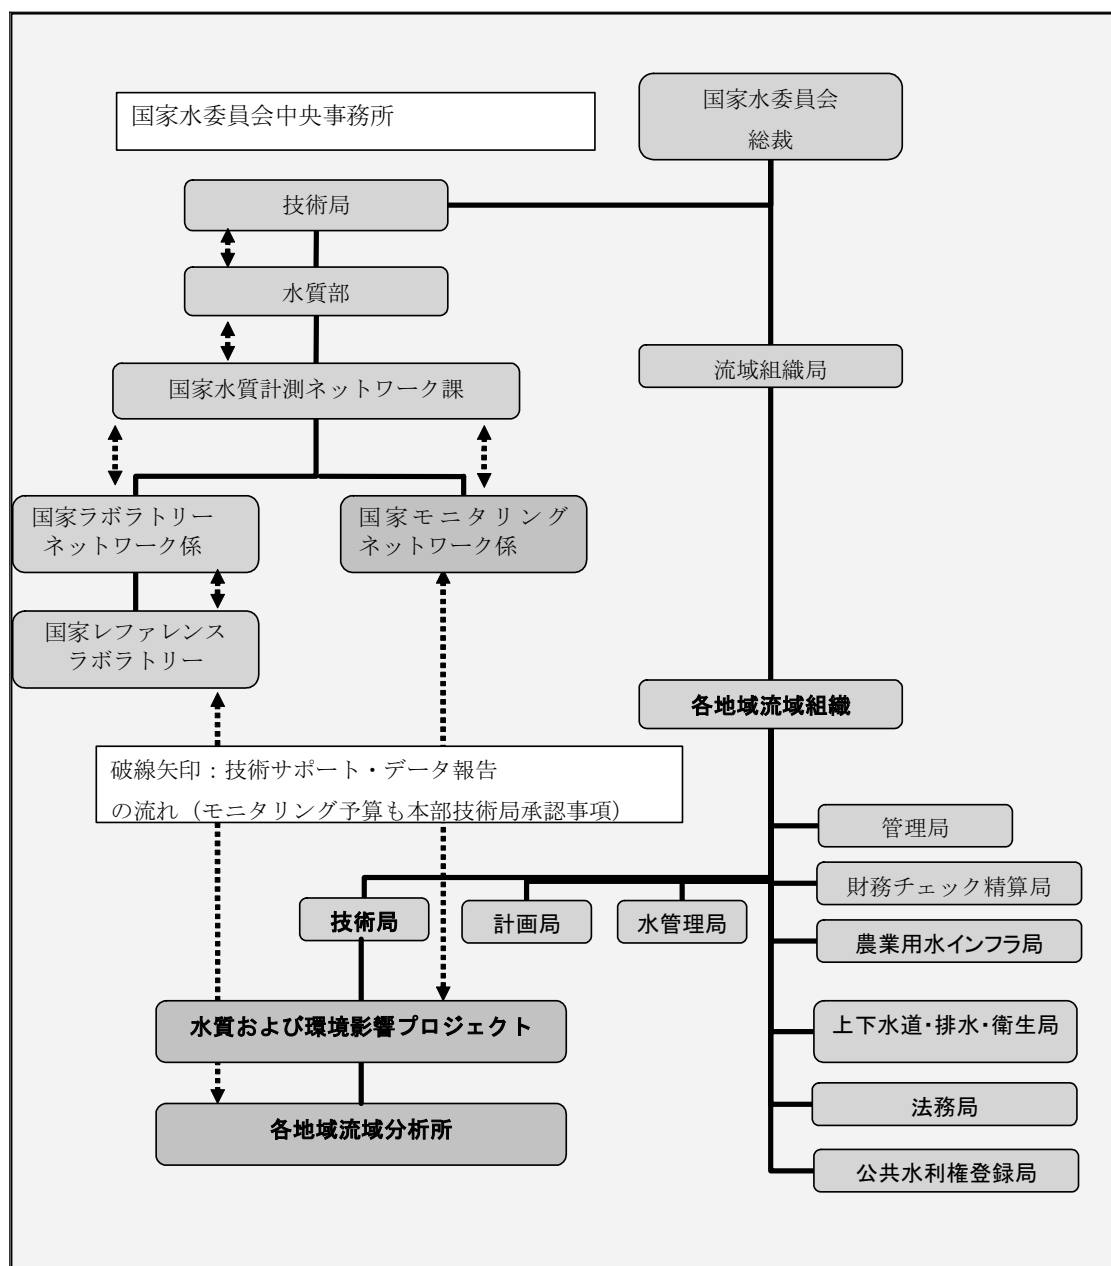 国家水委員会中央事務所
国家水委員会
総裁
技術局
水質部
流域組織局
国家水質計測ネットワーク課
国家ラボラトリー
ネットワーク係
国家モニタリング
ネットワーク係
国家レファレンス
ラボラトリー
各地域流域組織
破線矢印：技術サポート・データ報告
の流れ（モニタリング予算も本部技術局承認事項）
管理局
財務チェック精算局
技術局
計画局
水管理局
農業用水インフラ局
水質および環境影響プロジェクト
上下水道・排水・衛生局
各地域流域分析所
法務局
公共水利権登録局